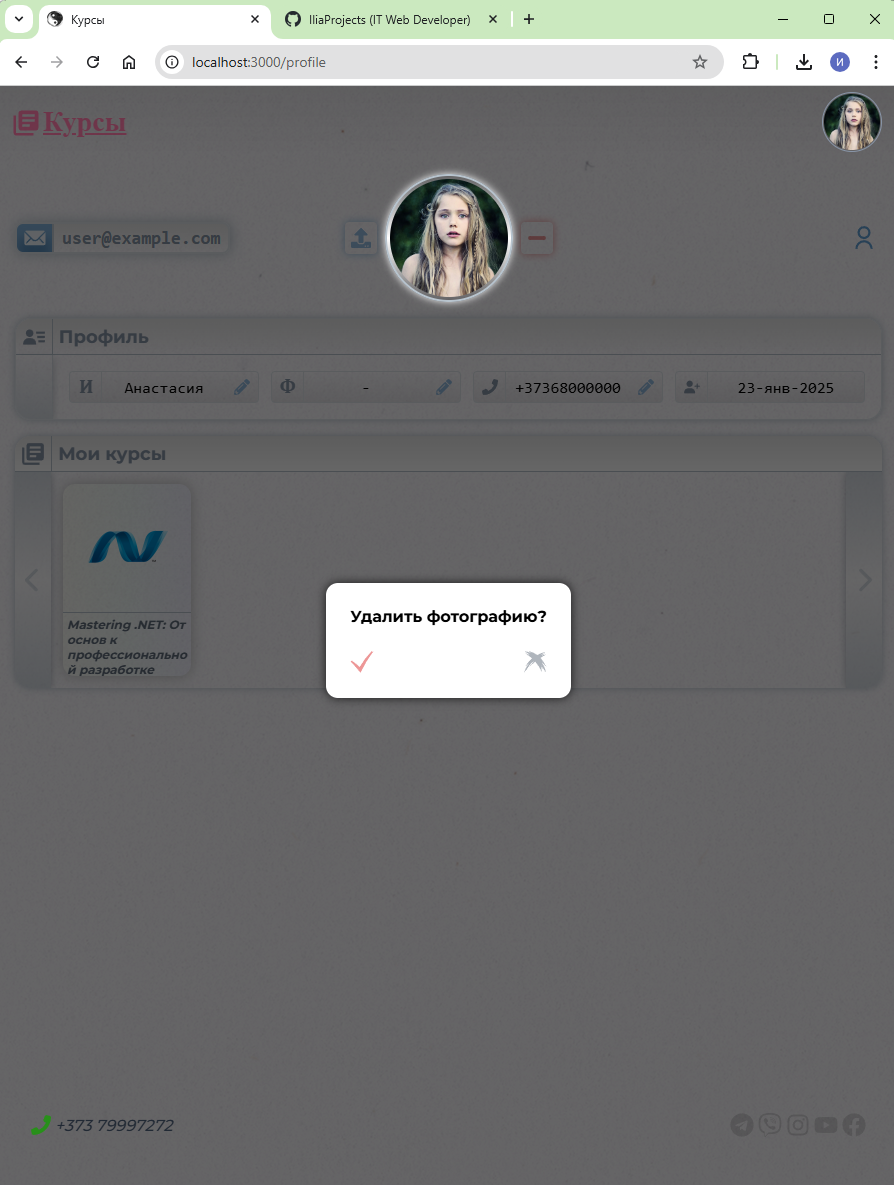 Курсы
IliaProjects (IT Web Developer)
localhost:3000/profile
И
Курсы
user@example.com
Профиль
И Анастасия
Ф -
+37368000000
23-янв-2025
Мои курсы
Mastering .NET: От
основ к
профессионально
й разработке
Удалить фотографию?
+373 79997272